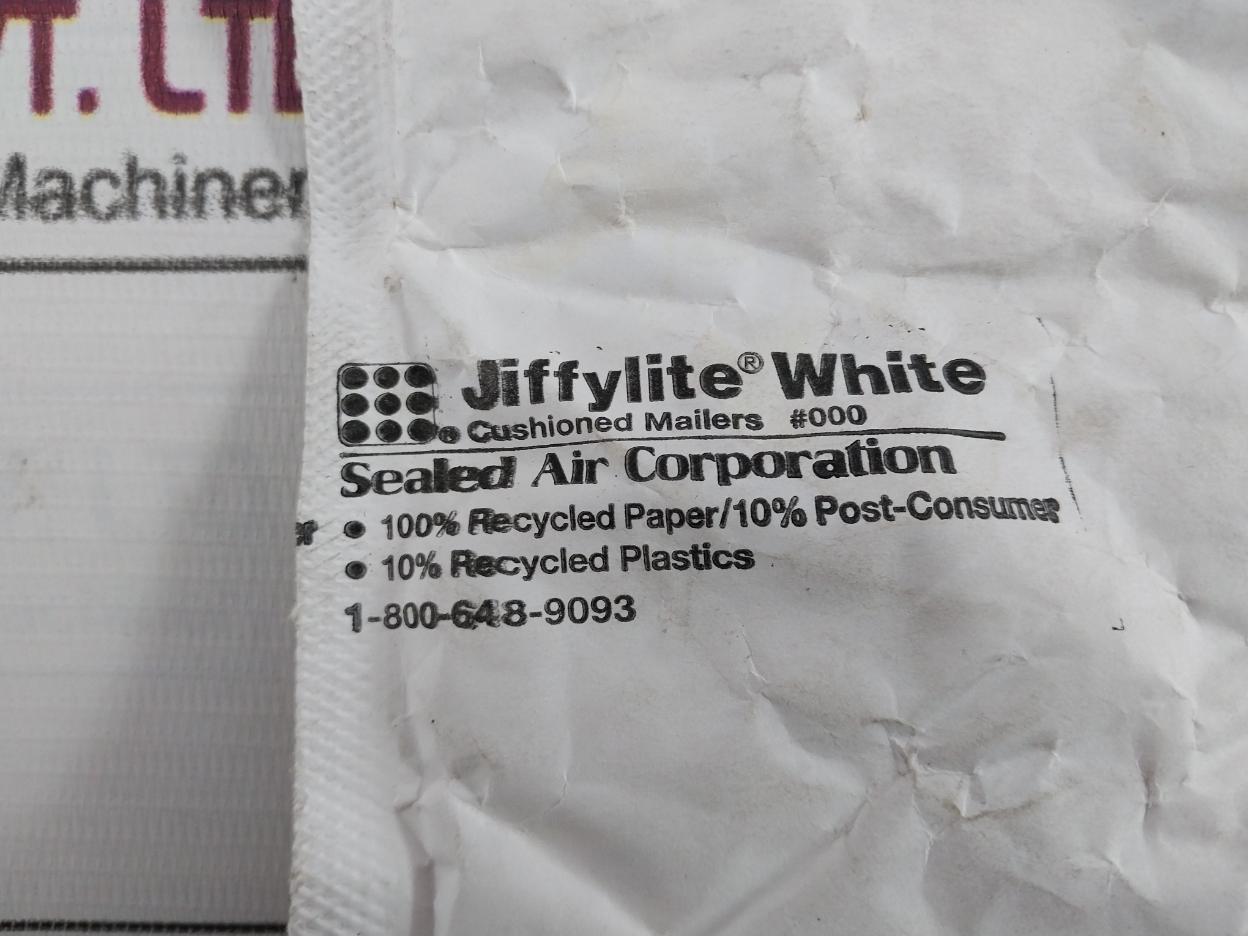 T. LT
Machiner
Jiffylite® White
® Cushioned Mailers #000
Sealed Air Corporation
r • 100% Recycled Paper/10% Post-Consumer
• 10% Recycled Plastics
1-800-648-9093